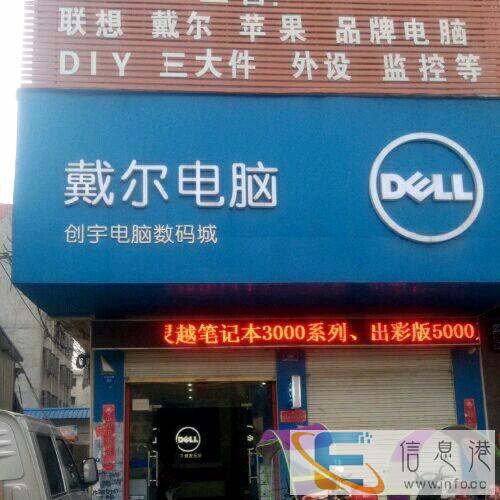 联想 戴尔 苹果 品牌电脑
DIY 三大件 外设 监控等
戴尔电脑
DELL
创宇电脑数码城
灵越笔记本3000系列、出彩版5000
DELL
信息港
www.infocc.cc